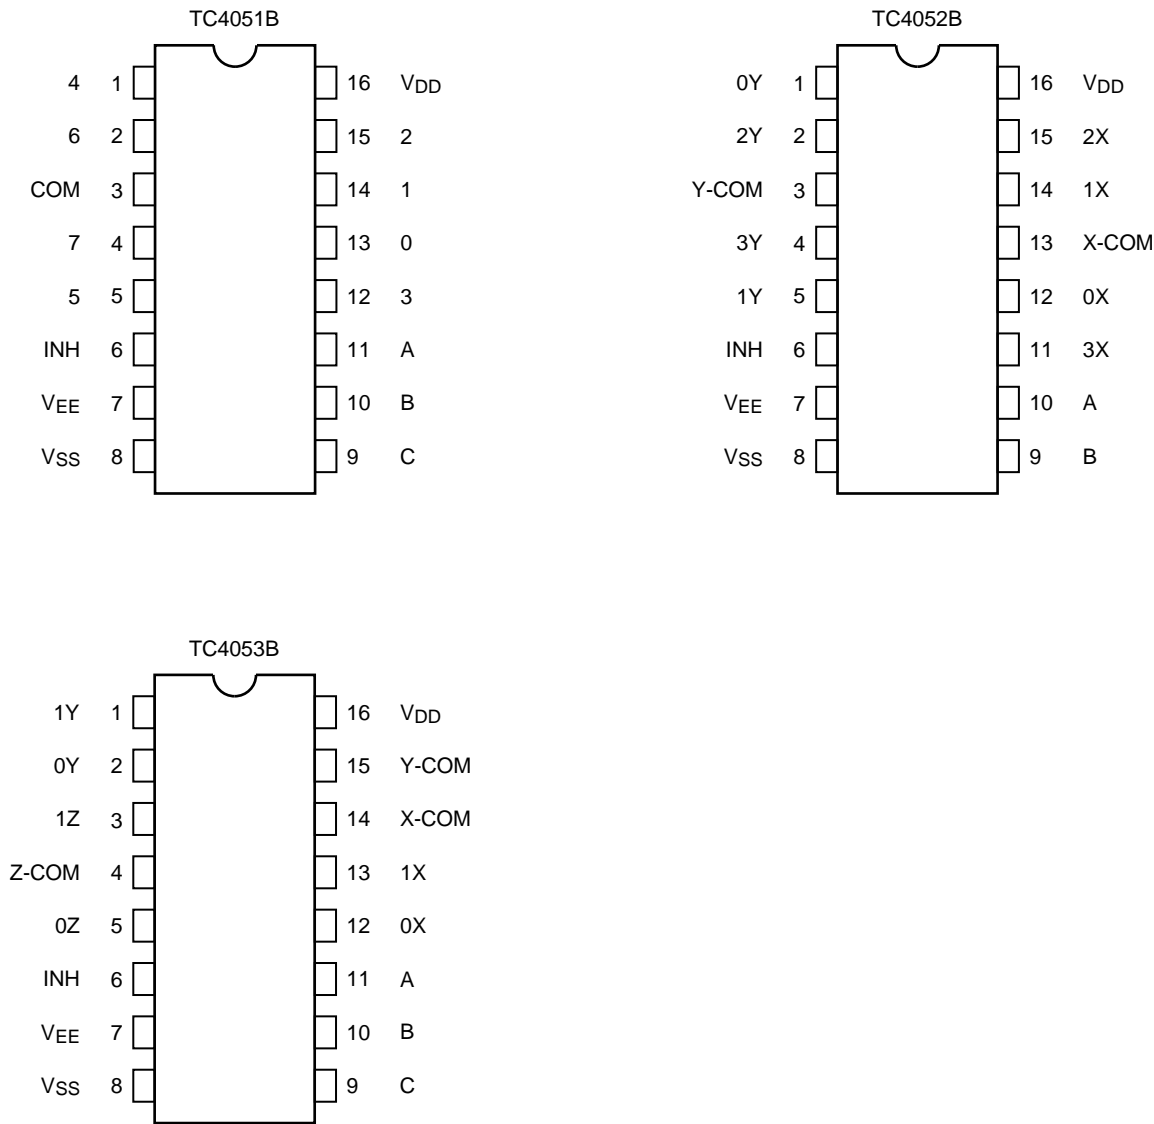 TC4051B
4 1 16 VDD
6 2 15 2
COM 3 14 1
7 4 13 0
5 5 12 3
INH 6 11 A
VEE 7 10 B
VSS 8 9 C
TC4052B
0Y 1 16 VDD
2Y 2 15 2X
Y-COM 3 14 1X
3Y 4 13 X-COM
1Y 5 12 0X
INH 6 11 3X
VEE 7 10 A
VSS 8 9 B
TC4053B
1Y 1 16 VDD
0Y 2 15 Y-COM
1Z 3 14 X-COM
Z-COM 4 13 1X
0Z 5 12 0X
INH 6 11 A
VEE 7 10 B
VSS 8 9 C